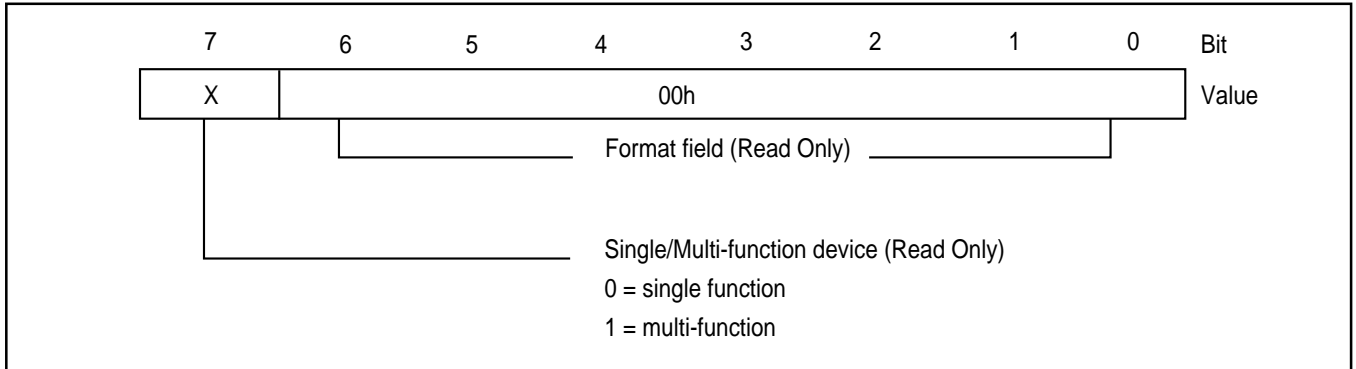 7 6 5 4 3 2 1 0 Bit
X 00h Value
Format field (Read Only)
Single/Multi-function device (Read Only)
0 = single function
1 = multi-function